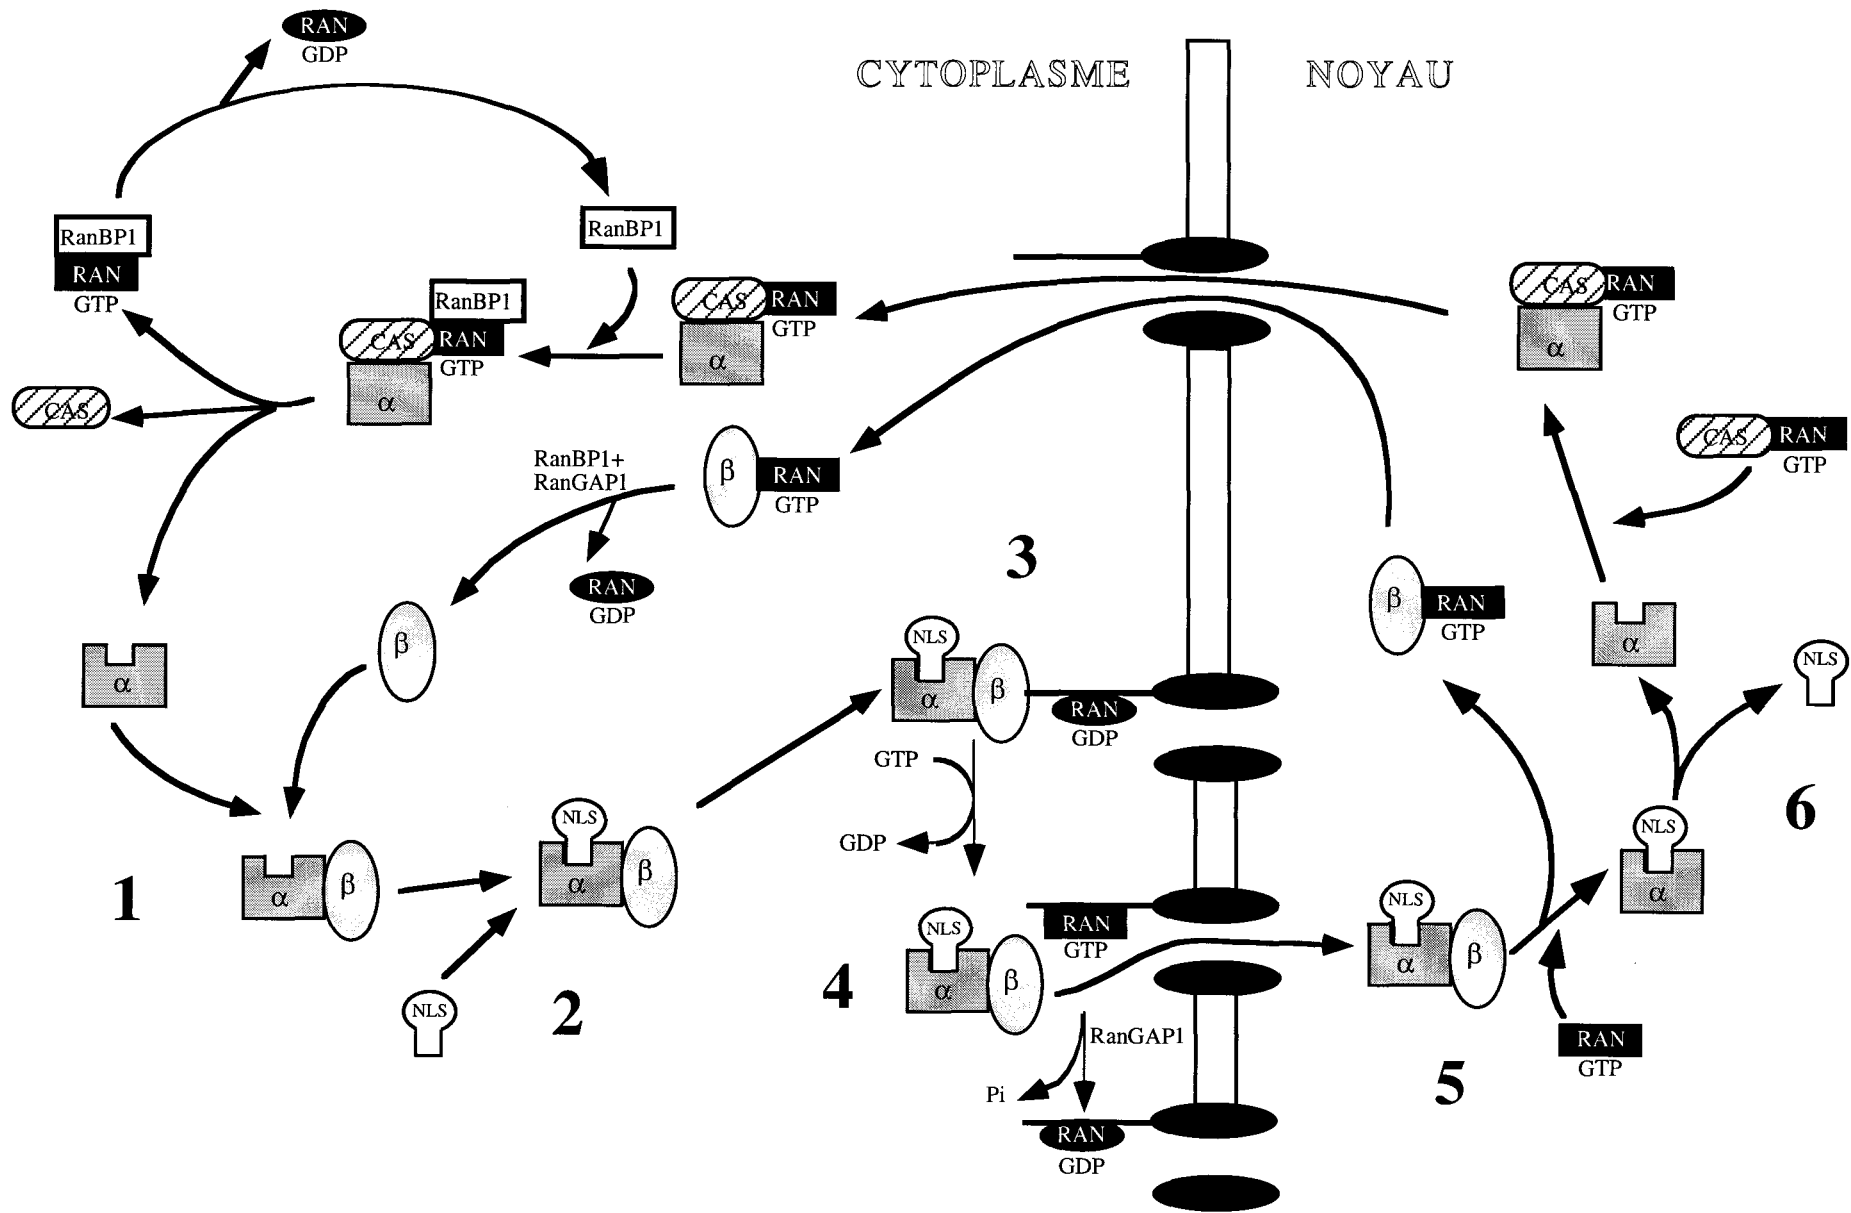 RAN
GDP
CYTOPLASME
NOYAU
RanBP1
RAN
GTP
RanBP1
RanBP1
CAS
RAN
GTP
α
CAS
RAN
GTP
α
CAS
RAN
GTP
α
CAS
CAS
RAN
GTP
RanBP1+
RanGAP1
β
RAN
GTP
RAN
GDP
3
β
RAN
GTP
α
β
α
NLS
NLS
α
β
RAN
GDP
GTP
GDP
1
α
β
NLS
α
β
NLS
2
4
NLS
α
β
RAN
GTP
RanGAP1
Pi
RAN
GDP
NLS
α
β
5
RAN
GTP
NLS
α
6